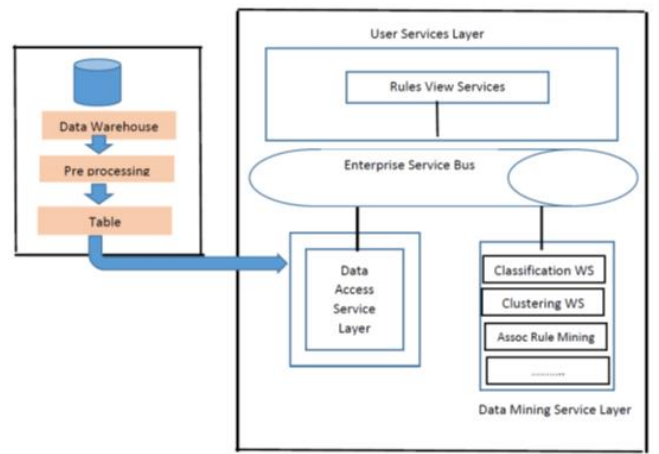 Data Warehouse
Pre processing
Table
User Services Layer
Rules View Services
Enterprise Service Bus
Data
Access
Service
Layer
Classification WS
Clustering WS
Assoc Rule Mining
..........
Data Mining Service Layer